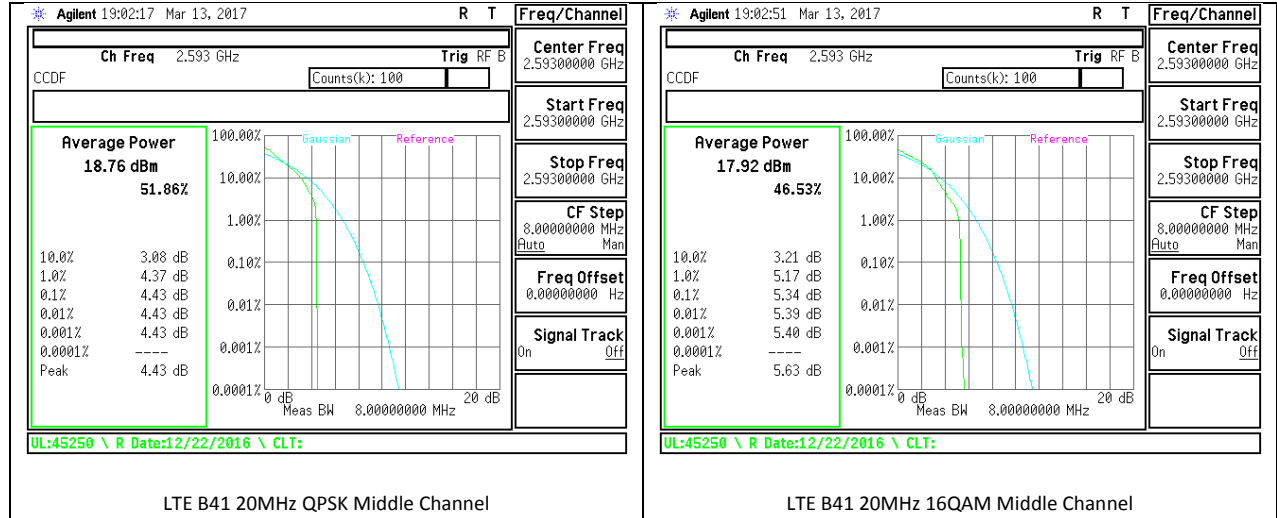 Agilent 19:02:17 Mar 13, 2017 R T
Freq/Channel
Ch Freq 2.593 GHz Trig RF B
CCDF Counts(k): 100
Center Freq
2.59300000 GHz
Start Freq
2.59300000 GHz
Stop Freq
2.59300000 GHz
CF Step
8.00000000 MHz
Auto Man
Freq Offset
0.00000000 Hz
Signal Track
On Off
Average Power
18.76 dBm
51.86%
10.0% 3.08 dB
1.0% 4.37 dB
0.1% 4.43 dB
0.01% 4.43 dB
0.001% 4.43 dB
0.0001% ----
Peak 4.43 dB
Gaussian Reference
100.00%
10.00%
1.00%
0.10%
0.01%
0.001%
0.0001%
0 dB 20 dB
Meas BW 8.00000000 MHz
UL:45250 \ R Date:12/22/2016 \ CLT:
LTE B41 20MHz QPSK Middle Channel
Agilent 19:02:51 Mar 13, 2017 R T
Freq/Channel
Ch Freq 2.593 GHz Trig RF B
CCDF Counts(k): 100
Center Freq
2.59300000 GHz
Start Freq
2.59300000 GHz
Stop Freq
2.59300000 GHz
CF Step
8.00000000 MHz
Auto Man
Freq Offset
0.00000000 Hz
Signal Track
On Off
Average Power
17.92 dBm
46.53%
10.0% 3.21 dB
1.0% 5.17 dB
0.1% 5.34 dB
0.01% 5.39 dB
0.001% 5.40 dB
0.0001% ----
Peak 5.63 dB
Gaussian Reference
100.00%
10.00%
1.00%
0.10%
0.01%
0.001%
0.0001%
0 dB 20 dB
Meas BW 8.00000000 MHz
UL:45250 \ R Date:12/22/2016 \ CLT:
LTE B41 20MHz 16QAM Middle Channel